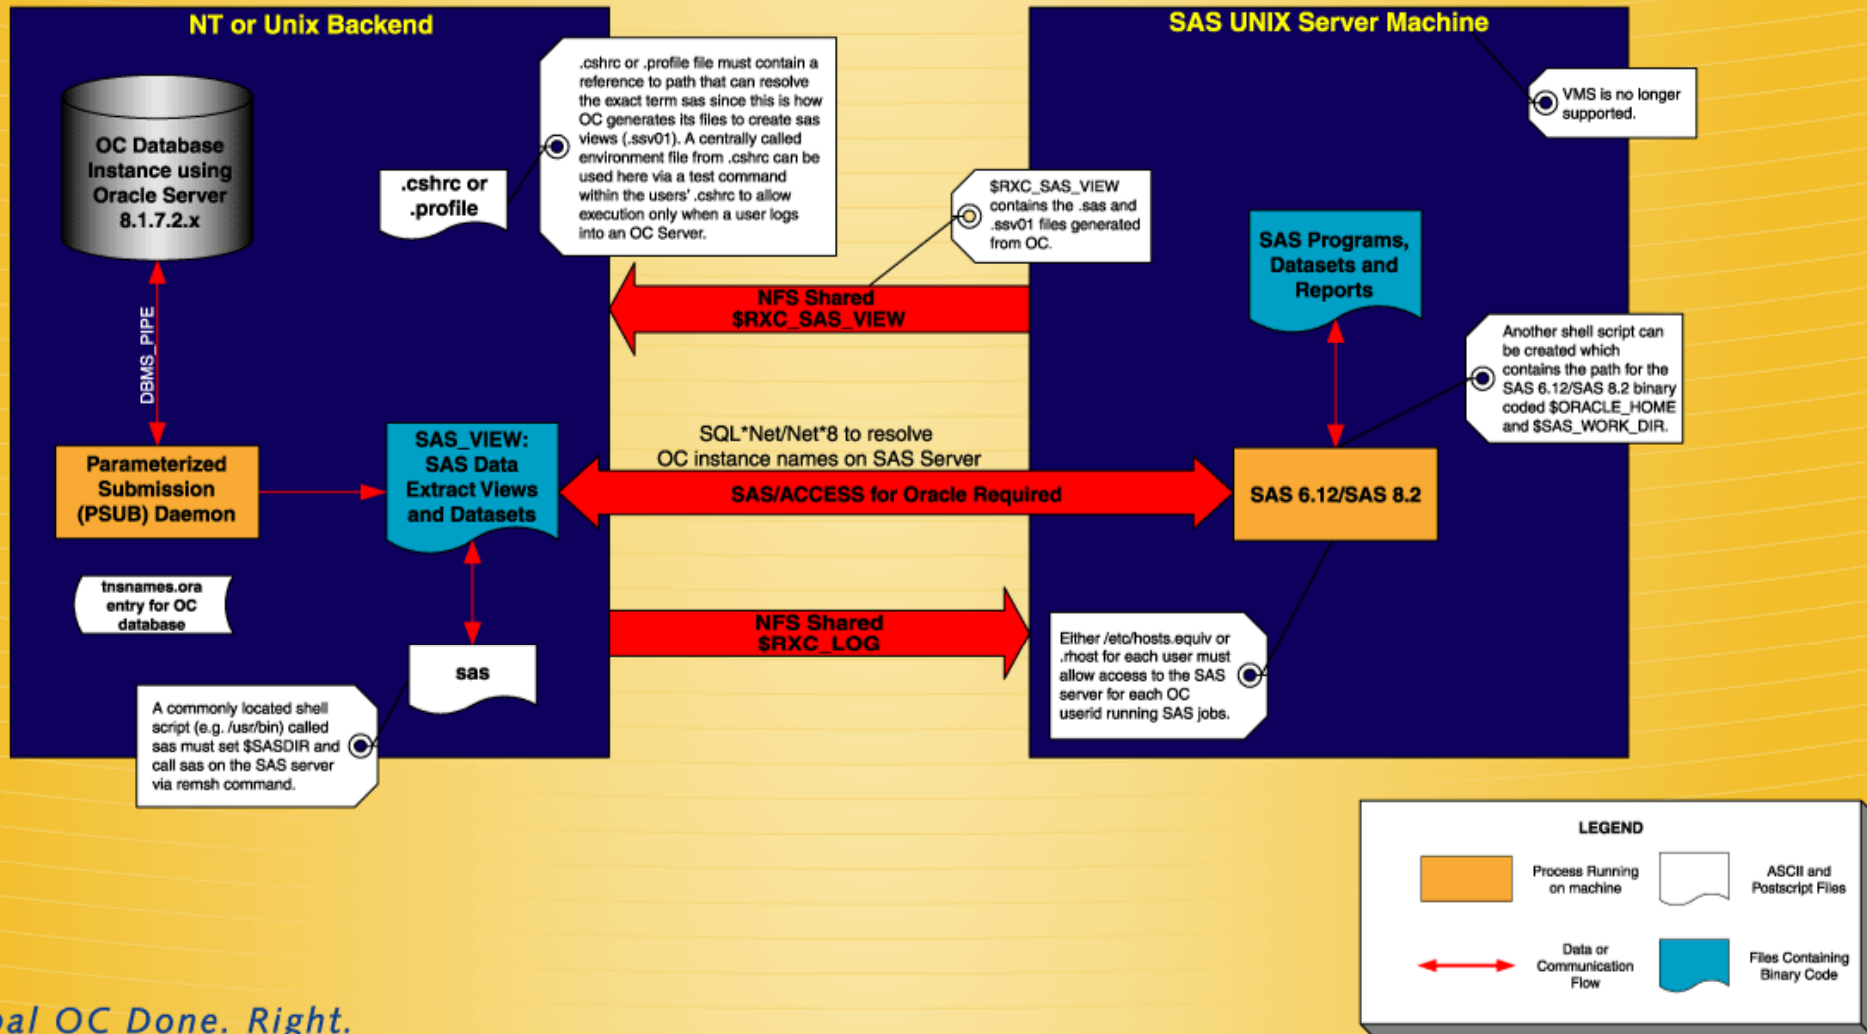 NT or Unix Backend
SAS UNIX Server Machine
OC Database
Instance using
Oracle Server
8.1.7.2.x
.cshrc or
.profile
.cshrc or .profile file must contain a
reference to path that can resolve
the exact term sas since this is how
OC generates its files to create sas
views (.ssv01). A centrally called
environment file from .cshrc can be
used here via a test command
within the users' .cshrc to allow
execution only when a user logs
into an OC Server.
VMS is no longer
supported.
$RXC_SAS_VIEW
contains the .sas and
.ssv01 files generated
from OC.
SAS Programs,
Datasets and
Reports
NFS Shared
$RXC_SAS_VIEW
DBMS_PIPE
Another shell script can
be created which
contains the path for the
SAS 6.12/SAS 8.2 binary
coded $ORACLE_HOME
and $SAS_WORK_DIR.
Parameterized
Submission
(PSUB) Daemon
SAS_VIEW:
SAS Data
Extract Views
and Datasets
SQL*Net/Net*8 to resolve
OC instance names on SAS Server
SAS/ACCESS for Oracle Required
SAS 6.12/SAS 8.2
tnsnames.ora
entry for OC
database
NFS Shared
$RXC_LOG
sas
Either /etc/hosts.equiv or
.rhost for each user must
allow access to the SAS
server for each OC
userid running SAS jobs.
A commonly located shell
script (e.g. /usr/bin) called
sas must set $SASDIR and
call sas on the SAS server
via remsh command.
LEGEND
Process Running
on machine
ASCII and
Postscript Files
Data or
Communication
Flow
Files Containing
Binary Code
OC Done. Right.